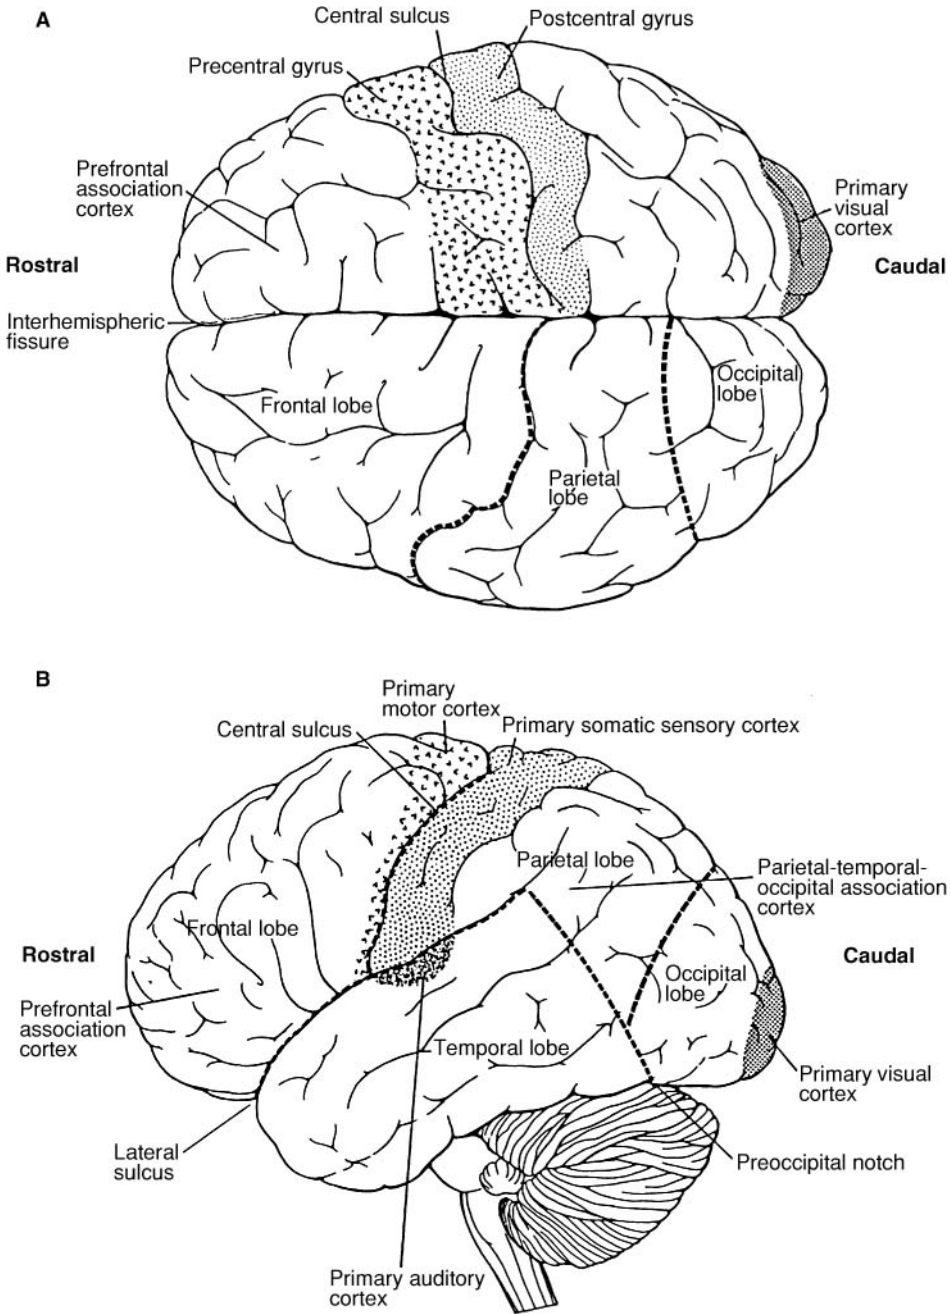 A
Central sulcus
Postcentral gyrus
Precentral gyrus
Prefrontal
association
cortex
Primary
visual
cortex
Rostral
Caudal
Interhemispheric
fissure
Frontal lobe
Occipital
lobe
Parietal
lobe
B
Primary
motor cortex
Central sulcus
Primary somatic sensory cortex
Parietal lobe
Parietal-temporal-
occipital association
cortex
Frontal lobe
Rostral
Caudal
Occipital
lobe
Prefrontal
association
cortex
Temporal lobe
Primary visual
cortex
Lateral
sulcus
Preoccipital notch
Primary auditory
cortex